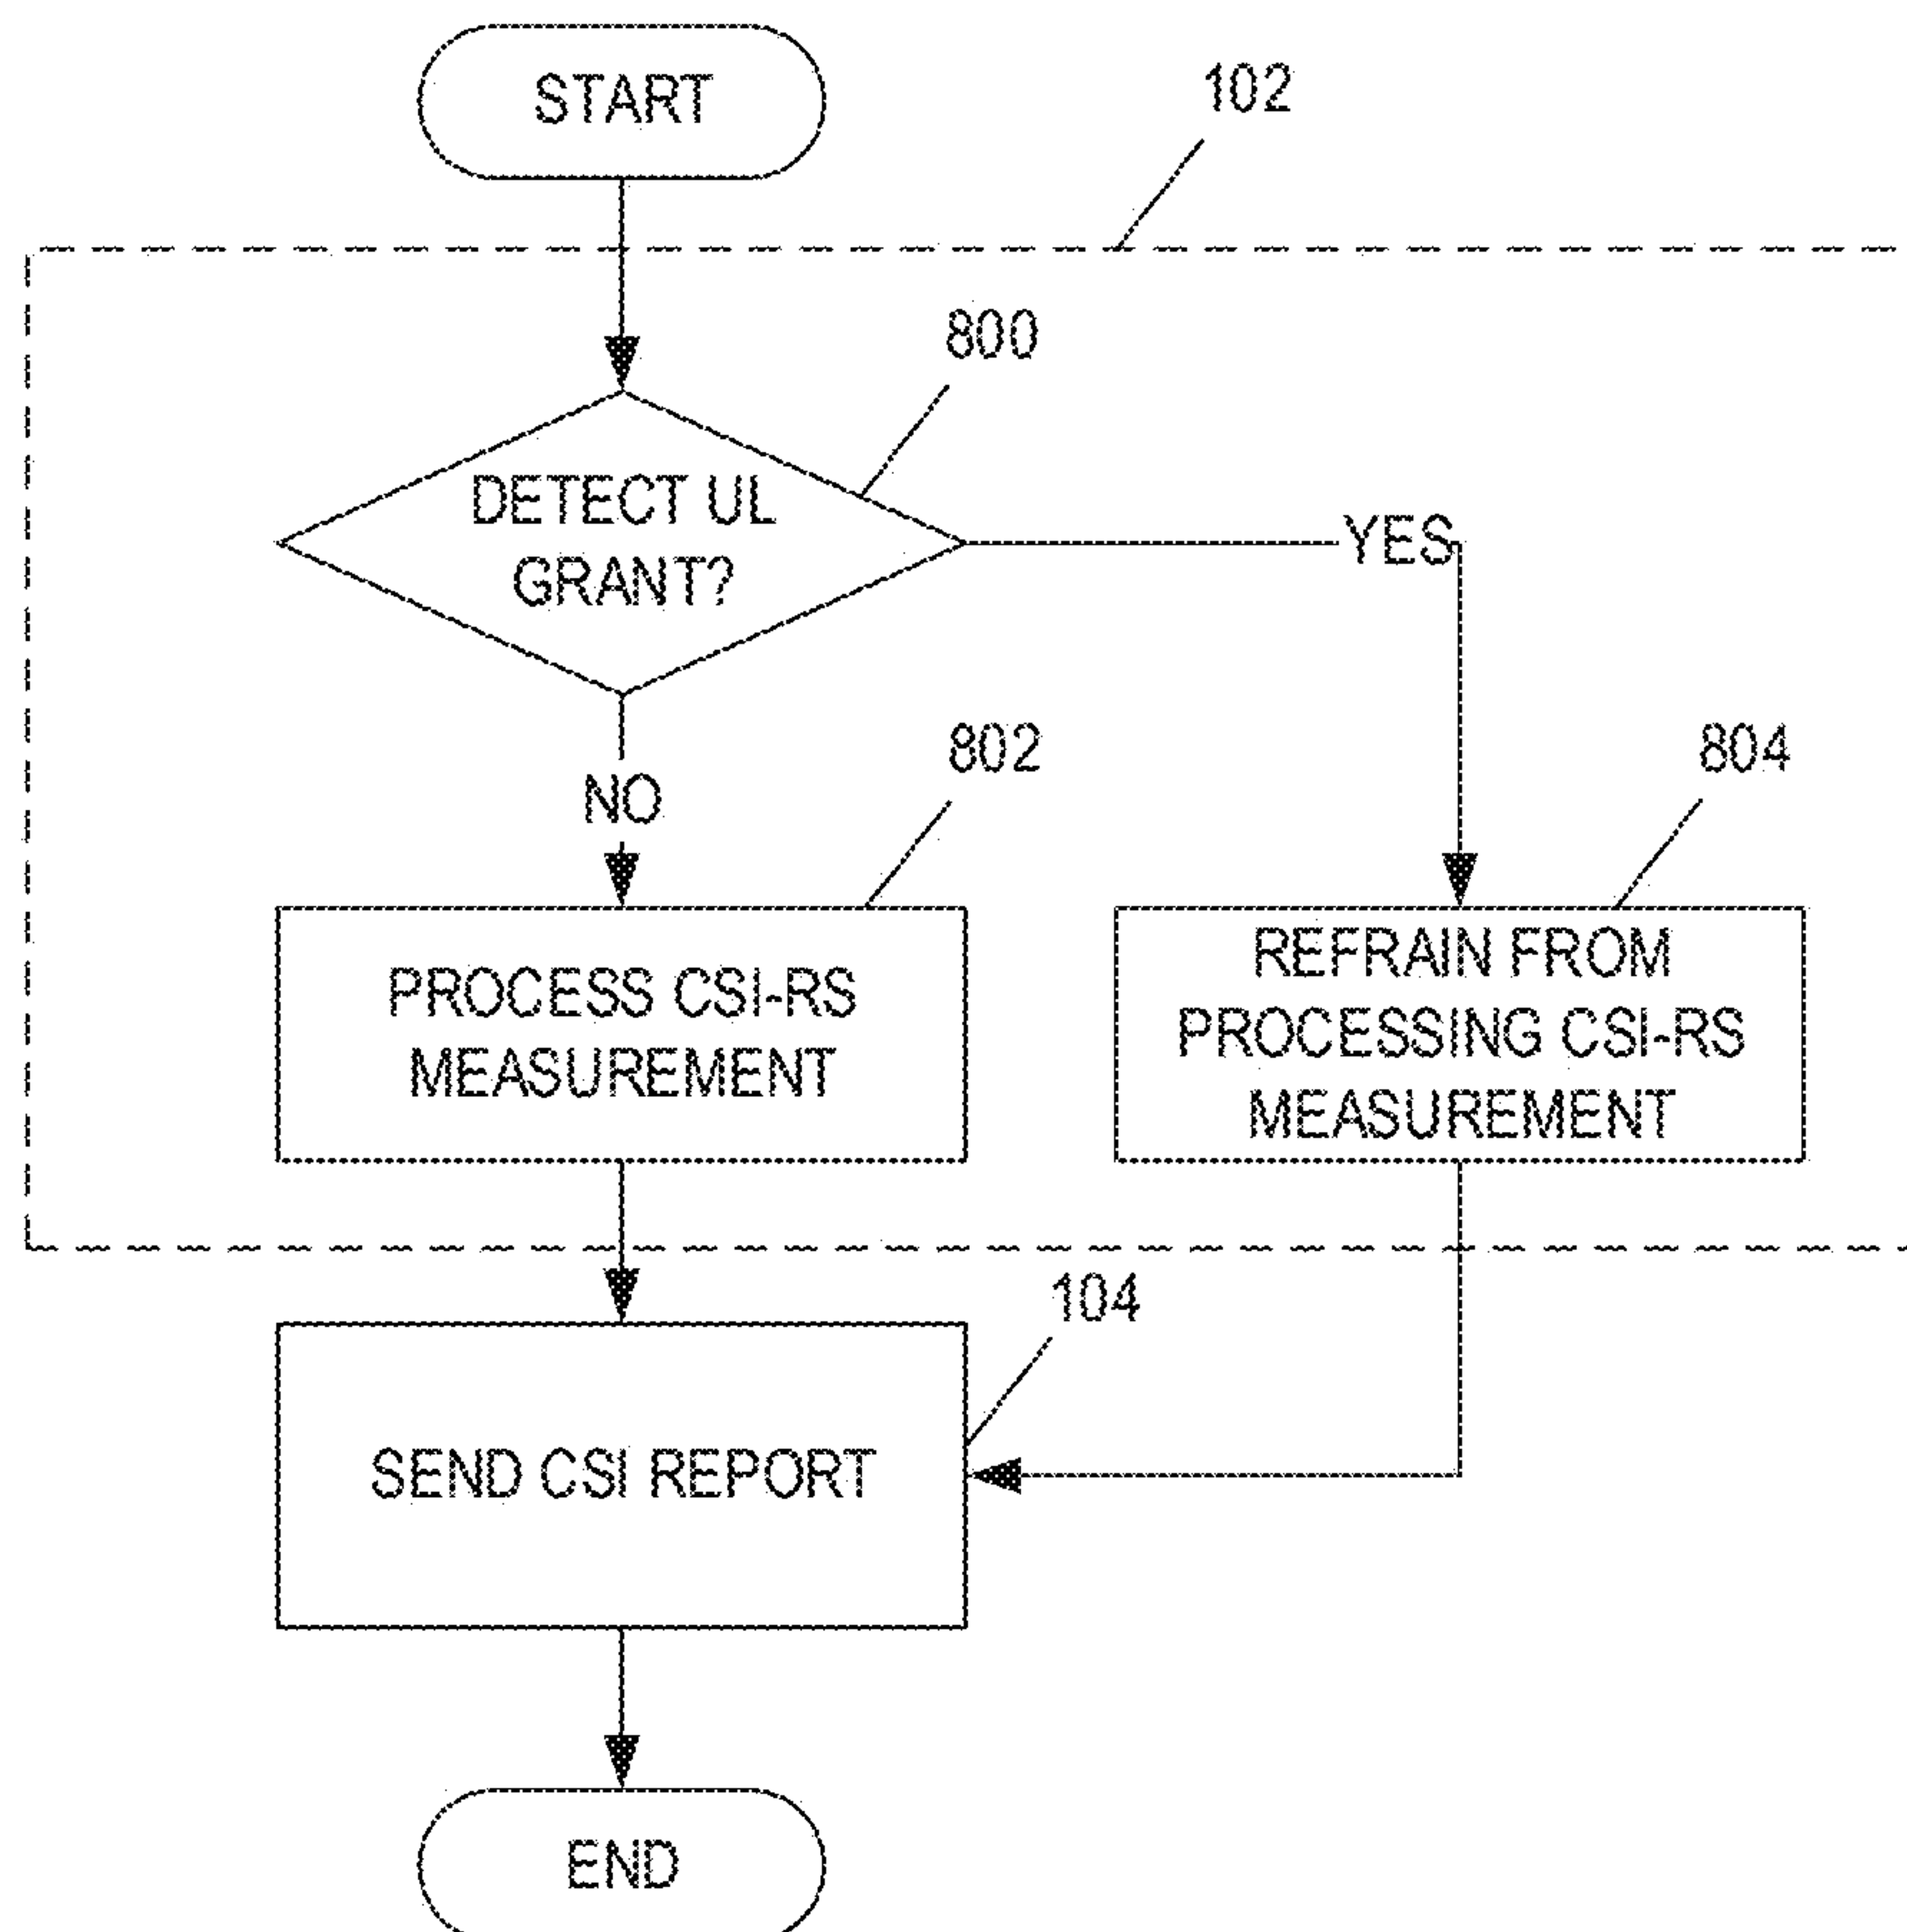 START
102
800
DETECT UL
GRANT?
YES
NO
802
804
PROCESS CSI-RS
MEASUREMENT
REFRAIN FROM
PROCESSING CSI-RS
MEASUREMENT
104
SEND CSI REPORT
END